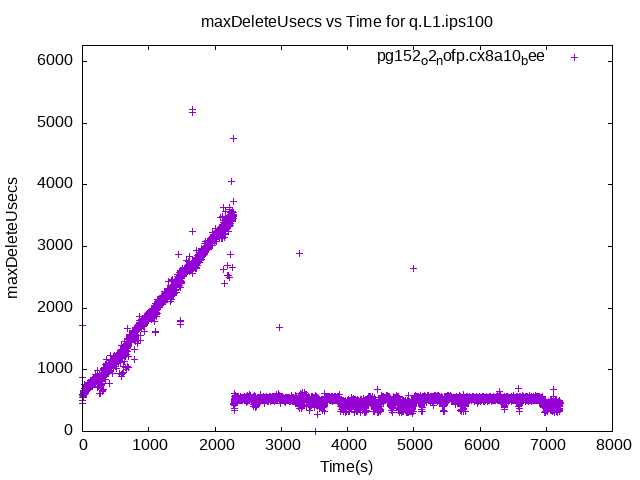 maxDeleteUsecs vs Time for q.L1.ips100
pg152o2nofp.cx8a10bee
6000
5000
4000
3000
2000
1000
0
maxDeleteUsecs
0 1000 2000 3000 4000 5000 6000 7000 8000
Time(s)